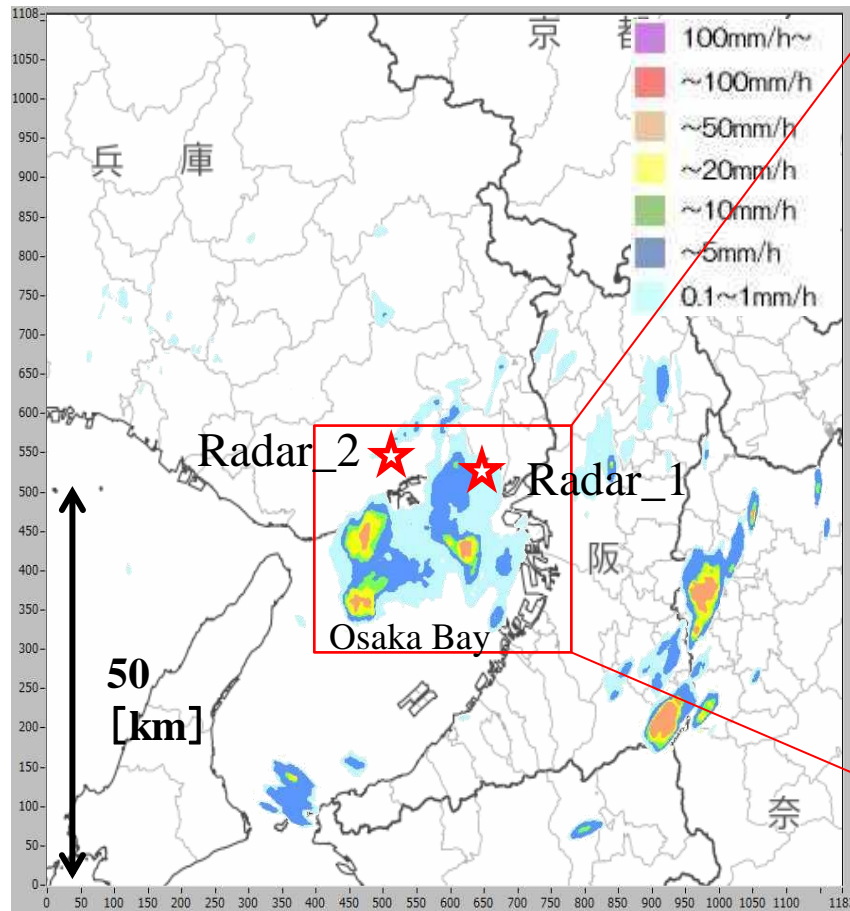 1108-
1050-
1000-
950-
900-
850-
800-
750-
700-
650-
600-
550-
500-
450-
400-
350-
300-
250-
200-
150-
100-
50-
0-
京
兵 庫
阪
奈
100mm/h~
~100mm/h
~50mm/h
~20mm/h
~10mm/h
~5mm/h
0.1~1mm/h
Radar_2
Radar_1
Osaka Bay
50
[km]
0 50 100 150 200 250 300 350 400 450 500 550 600 650 700 750 800 850 900 950 1000 1100